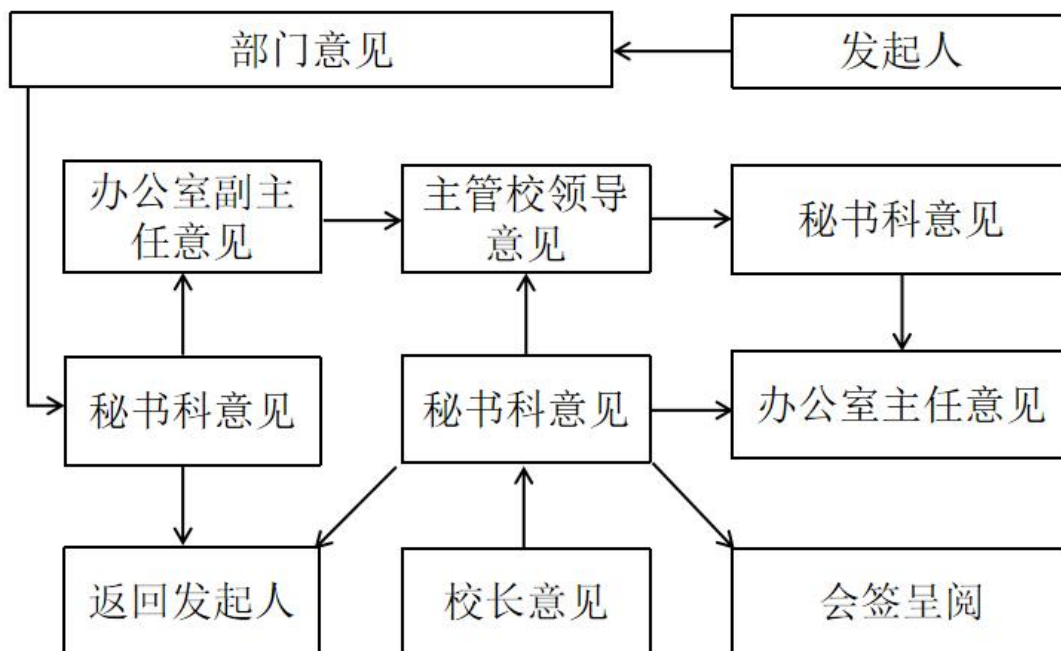 部门意见
发起人
办公室副主
任意见
主管校领导
意见
秘书科意见
秘书科意见
秘书科意见
办公室主任意见
返回发起人
校长意见
会签呈阅